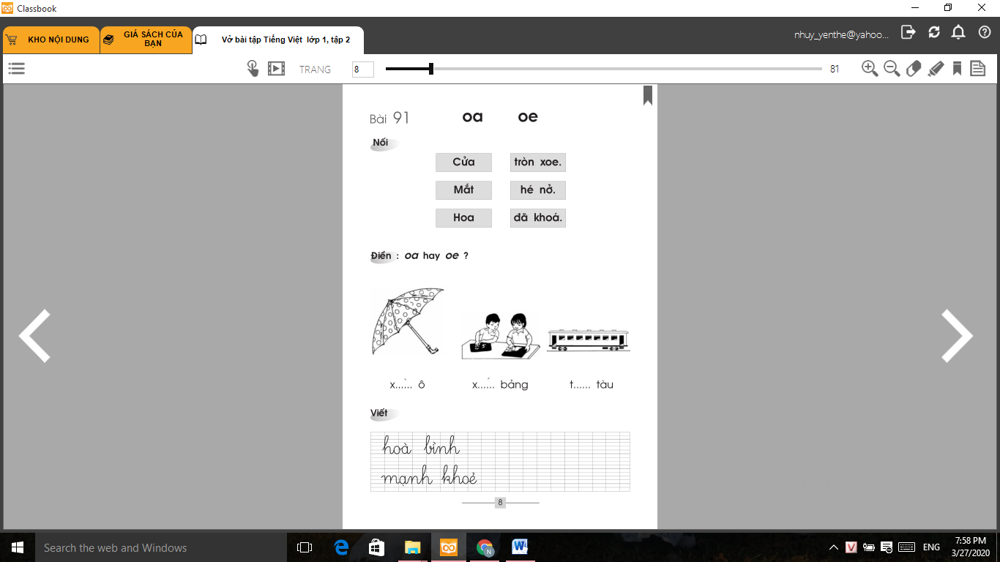 Classbook
KHO NỘI DUNG
GIÁ SÁCH CỦA
BẠN
Vở bài tập Tiếng Việt lớp 1, tập 2
nhuy_yenthe@yahoo...
TRANG 8 81
Bài 91 oa oe
Nối
Cửa tròn xoe.
Mắt hé nở.
Hoa đã khoá.
Điền : oa hay oe ?
x...̀... ô x...́... bảng t...... tàu
Viết
hoà bình
mạnh khoẻ
8
Search the web and Windows
ENG
7:58 PM
3/27/2020